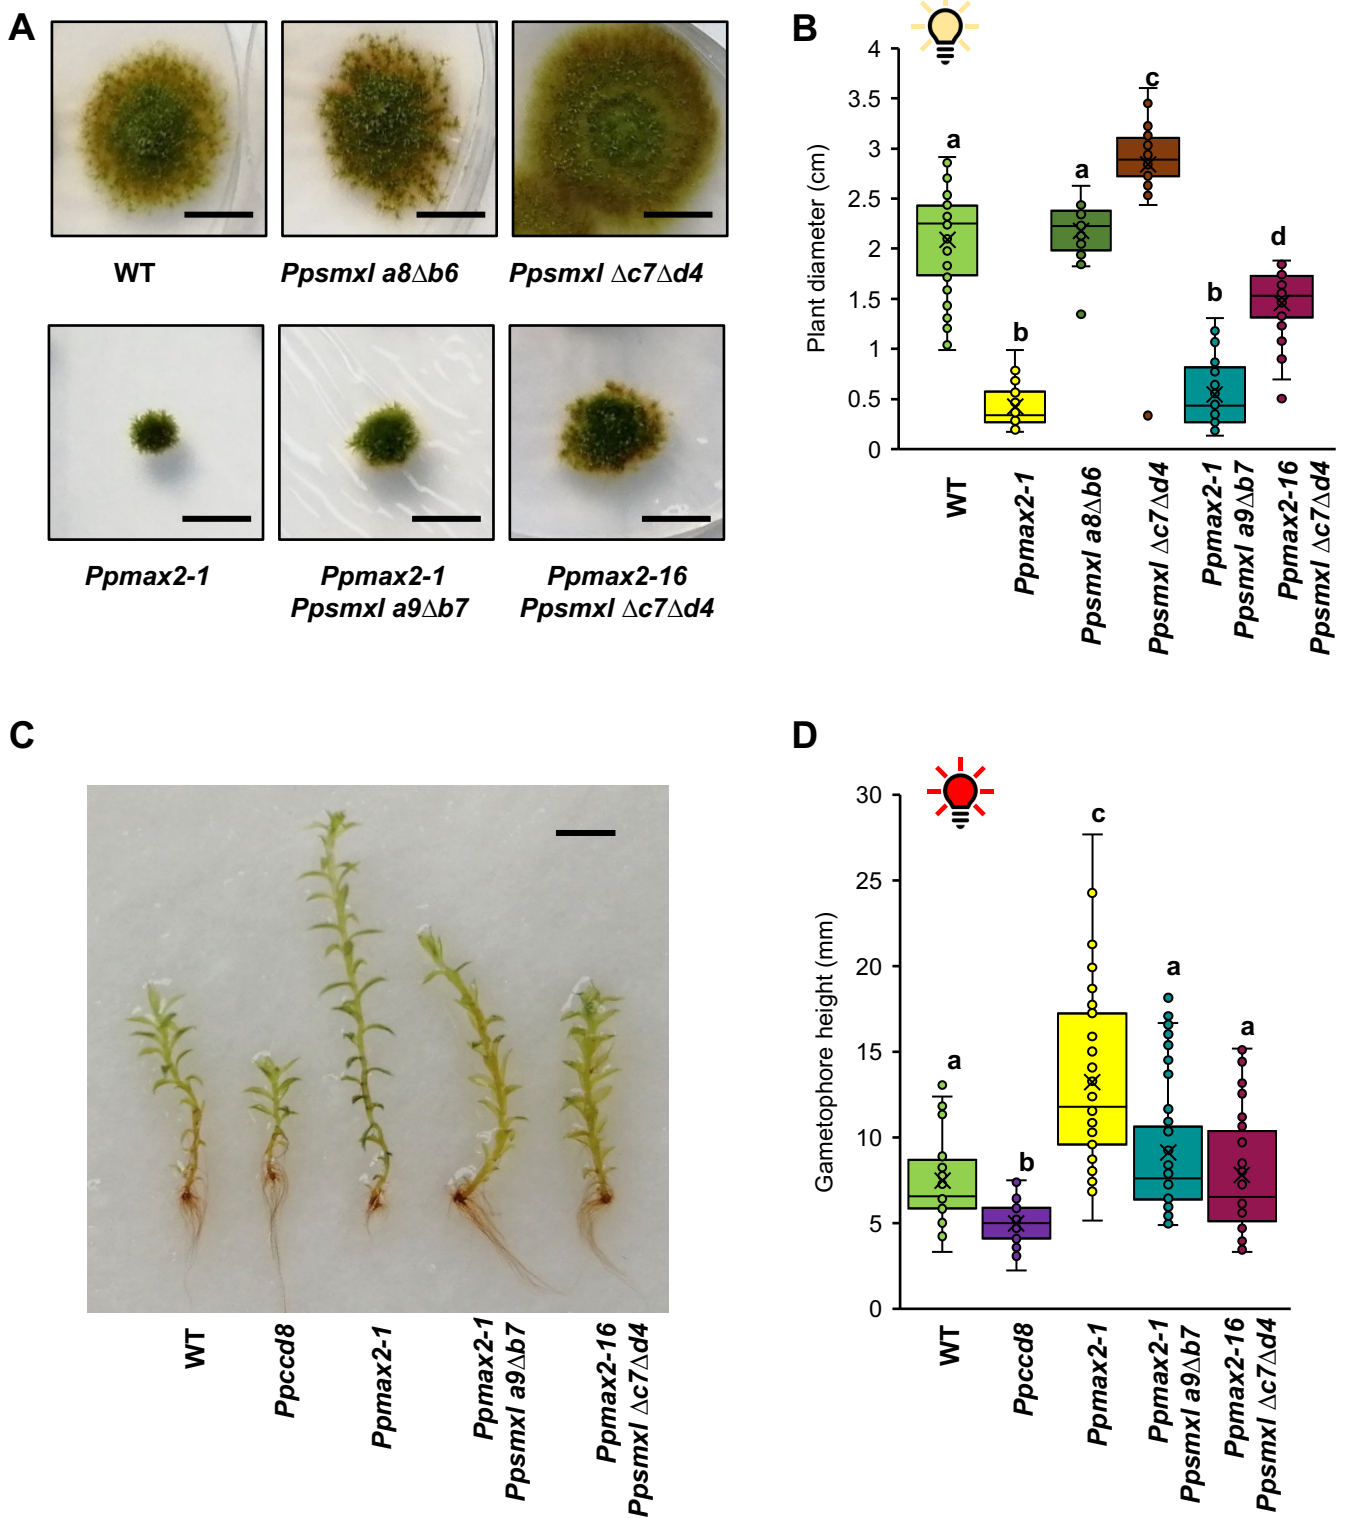 A
WT
Ppsmxl a8Δb6
Ppsmxl Δc7Δd4
Ppmax2-1
Ppmax2-1
Ppsmxl a9Δb7
Ppmax2-16
Ppsmxl Δc7Δd4
B
Plant diameter (cm)
4
3.5
3
2.5
2
1.5
1
0.5
0
a
b
a
c
b
d
WT
Ppmax2-1
Ppsmxl a8Δb6
Ppsmxl Δc7Δd4
Ppmax2-1
Ppsmxl a9Δb7
Ppmax2-16
Ppsmxl Δc7Δd4
C
WT
Ppccd8
Ppmax2-1
Ppmax2-1
Ppsmxl a9Δb7
Ppmax2-16
Ppsmxl Δc7Δd4
D
Gametophore height (mm)
30
25
20
15
10
5
0
a
b
c
a
a
WT
Ppccd8
Ppmax2-1
Ppmax2-1
Ppsmxl a9Δb7
Ppmax2-16
Ppsmxl Δc7Δd4